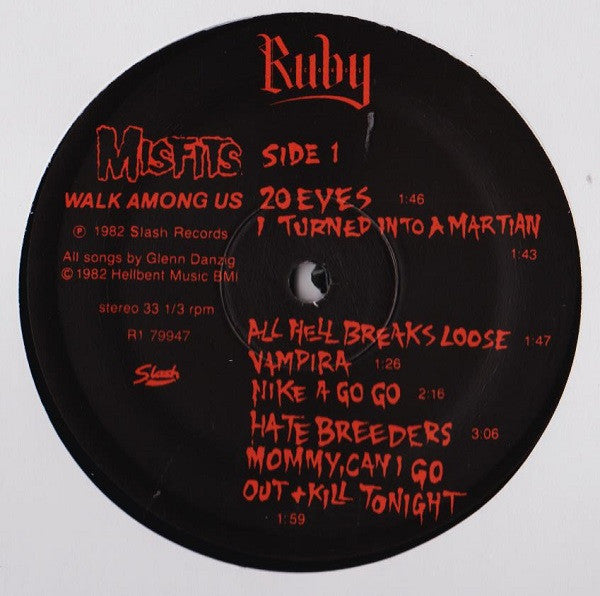 Ruby
RECORDS
MISFITS
WALK AMONG US
℗ 1982 Slash Records
All songs by Glenn Danzig
© 1982 Hellbent Music BMI
stereo 33 1/3 rpm
R1 79947
Slash
SIDE 1
20 EYES 1:46
I TURNED INTO A MARTIAN
1:43
ALL HELL BREAKS LOOSE 1:47
VAMPIRA 1:26
NIKE A GO GO 2:16
HATE BREEDERS 3:06
MOMMY, CAN I GO
OUT + KILL TONIGHT
1:59